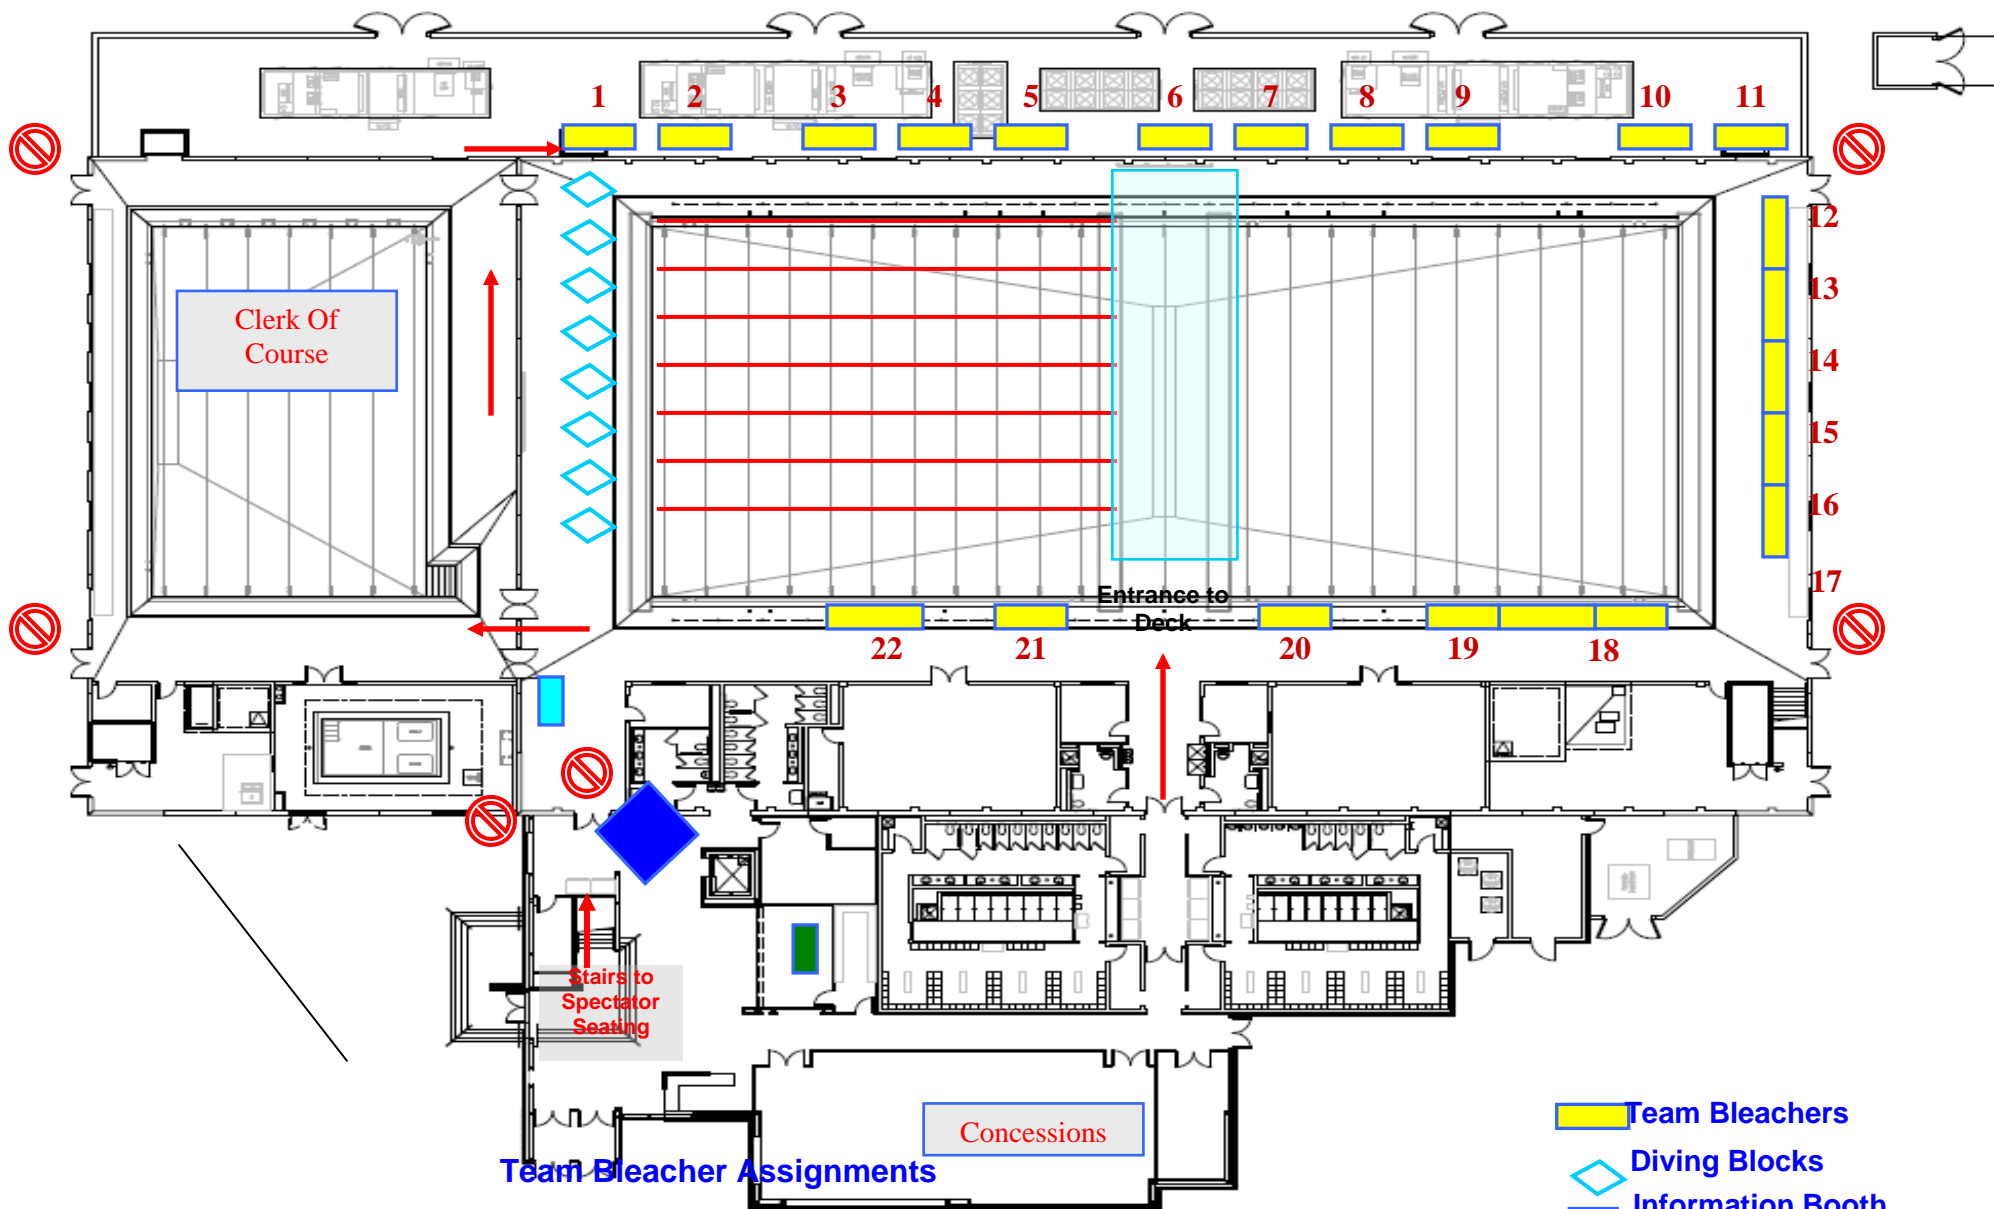 1 2 3 4 5 6 7 8 9 10 11
12
13
Clerk Of
Course
14
15
16
17
Entrance to
Deck
22 21 20 19 18
Stairs to
Spectator
Seating
Team Bleachers
Concessions
Diving Blocks
Team Bleacher Assignments
Information Booth